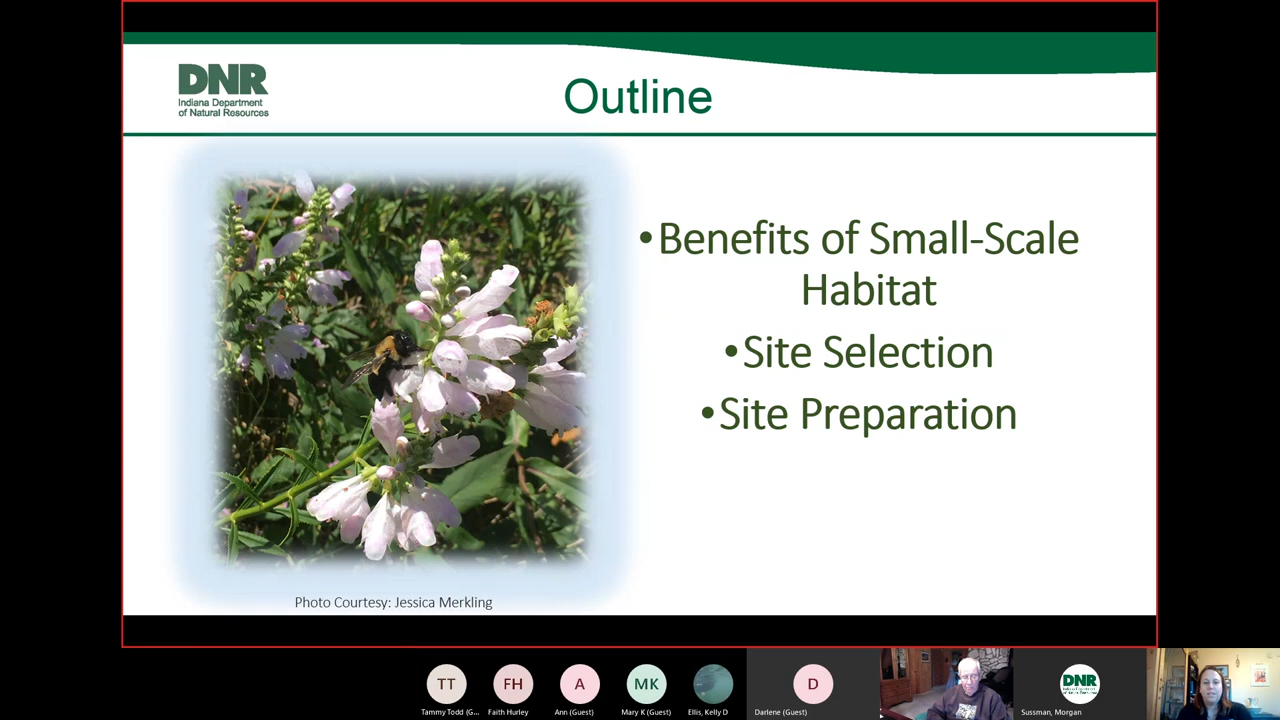 DNR
Indiana Department
of Natural Resources
Outline
•Benefits of Small-Scale
Habitat
•Site Selection
•Site Preparation
Photo Courtesy: Jessica Merkling
TT
FH
A
MK
D
DNR
Tammy Todd (G...
Faith Hurley
Ann (Guest)
Mary K (Guest)
Ellis, Kelly D
Darlene (Guest)
Sussman, Morgan